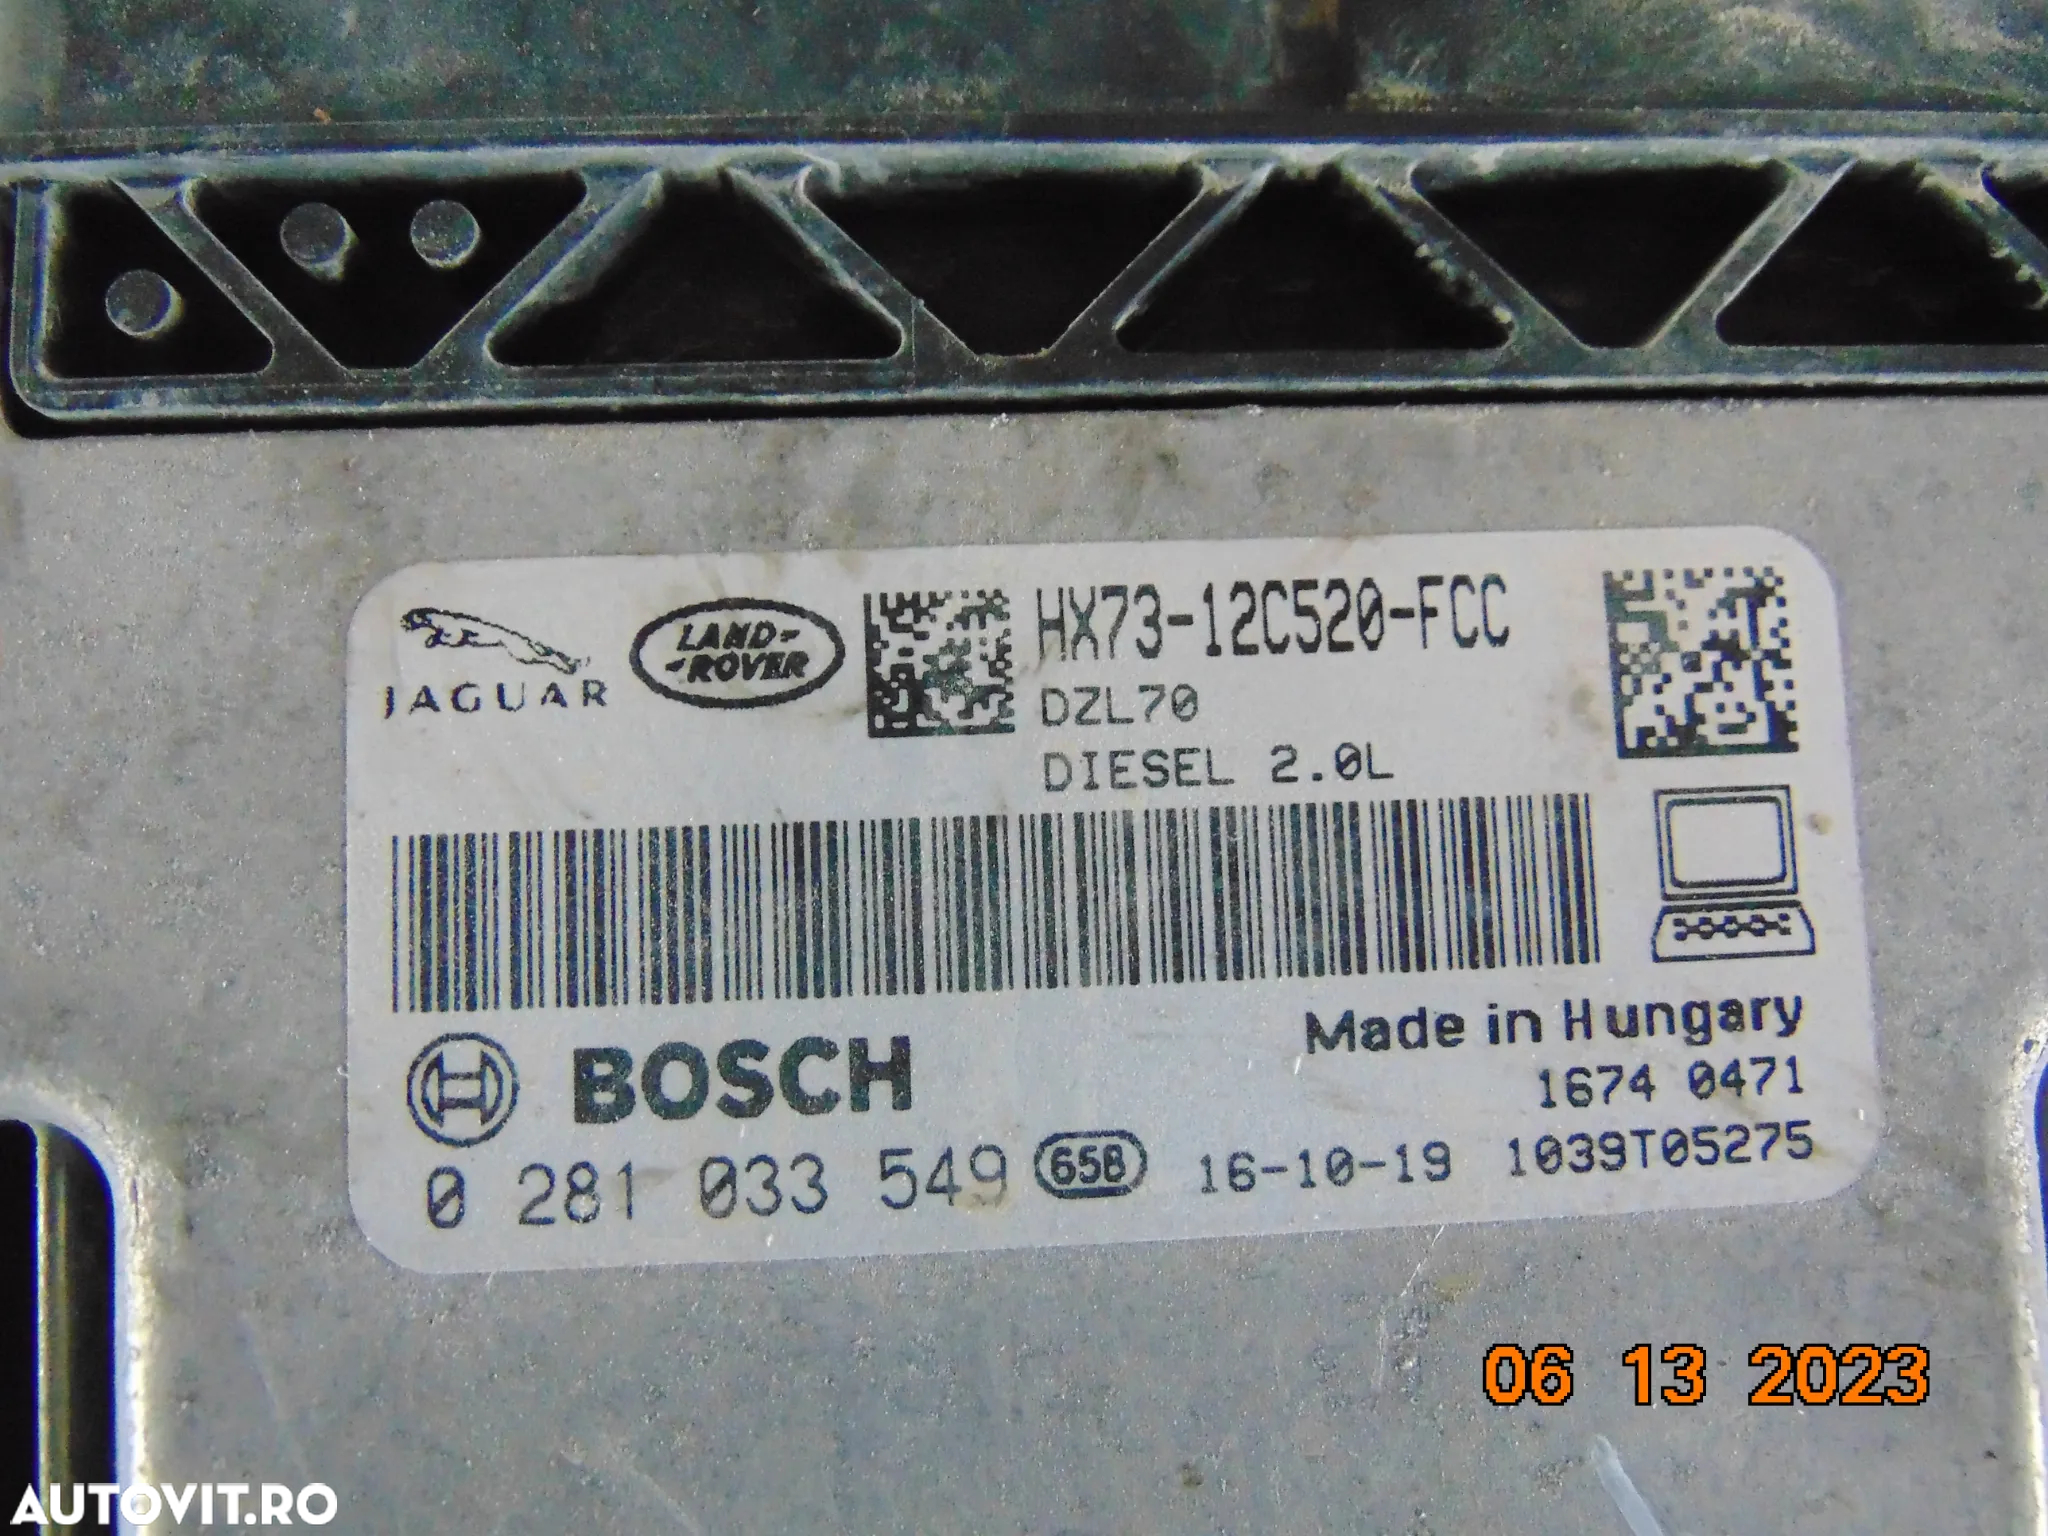 JAGUAR
LAND-
-ROVER
HX73-12C520-FCC
DZL70
DIESEL 2.0L
Made in Hungary
1674 0471
BOSCH
0 281 033 549 65B 16-10-19 1039T05275
06 13 2023
AUTOVIT.RO